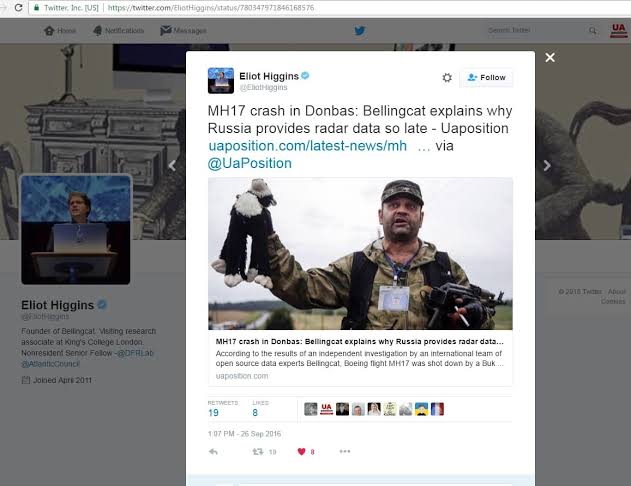 Twitter, Inc. [US]
https://twitter.com/EliotHiggins/status/780347971846168576
Home
Notifications
Messages
Search Twitter
UA
Eliot Higgins
@EliotHiggins
Follow
MH17 crash in Donbas: Bellingcat explains why
Russia provides radar data so late - Uaposition
uaposition.com/latest-news/mh … via
@UaPosition
MH17 crash in Donbas: Bellingcat explains why Russia provides radar data...
According to the results of an independent investigation by an international team of
open source data experts Bellingcat, Boeing flight MH17 was shot down by a Buk ...
uaposition.com
RETWEETS
19
LIKES
8
UA
1:07 PM - 26 Sep 2016
19
8
Eliot Higgins
@EliotHiggins
Founder of Bellingcat. Visiting research
associate at King's College London.
Nonresident Senior Fellow -@DFRLab
@AtlanticCouncil
Joined April 2011
© 2016 Twitter About
Cookies